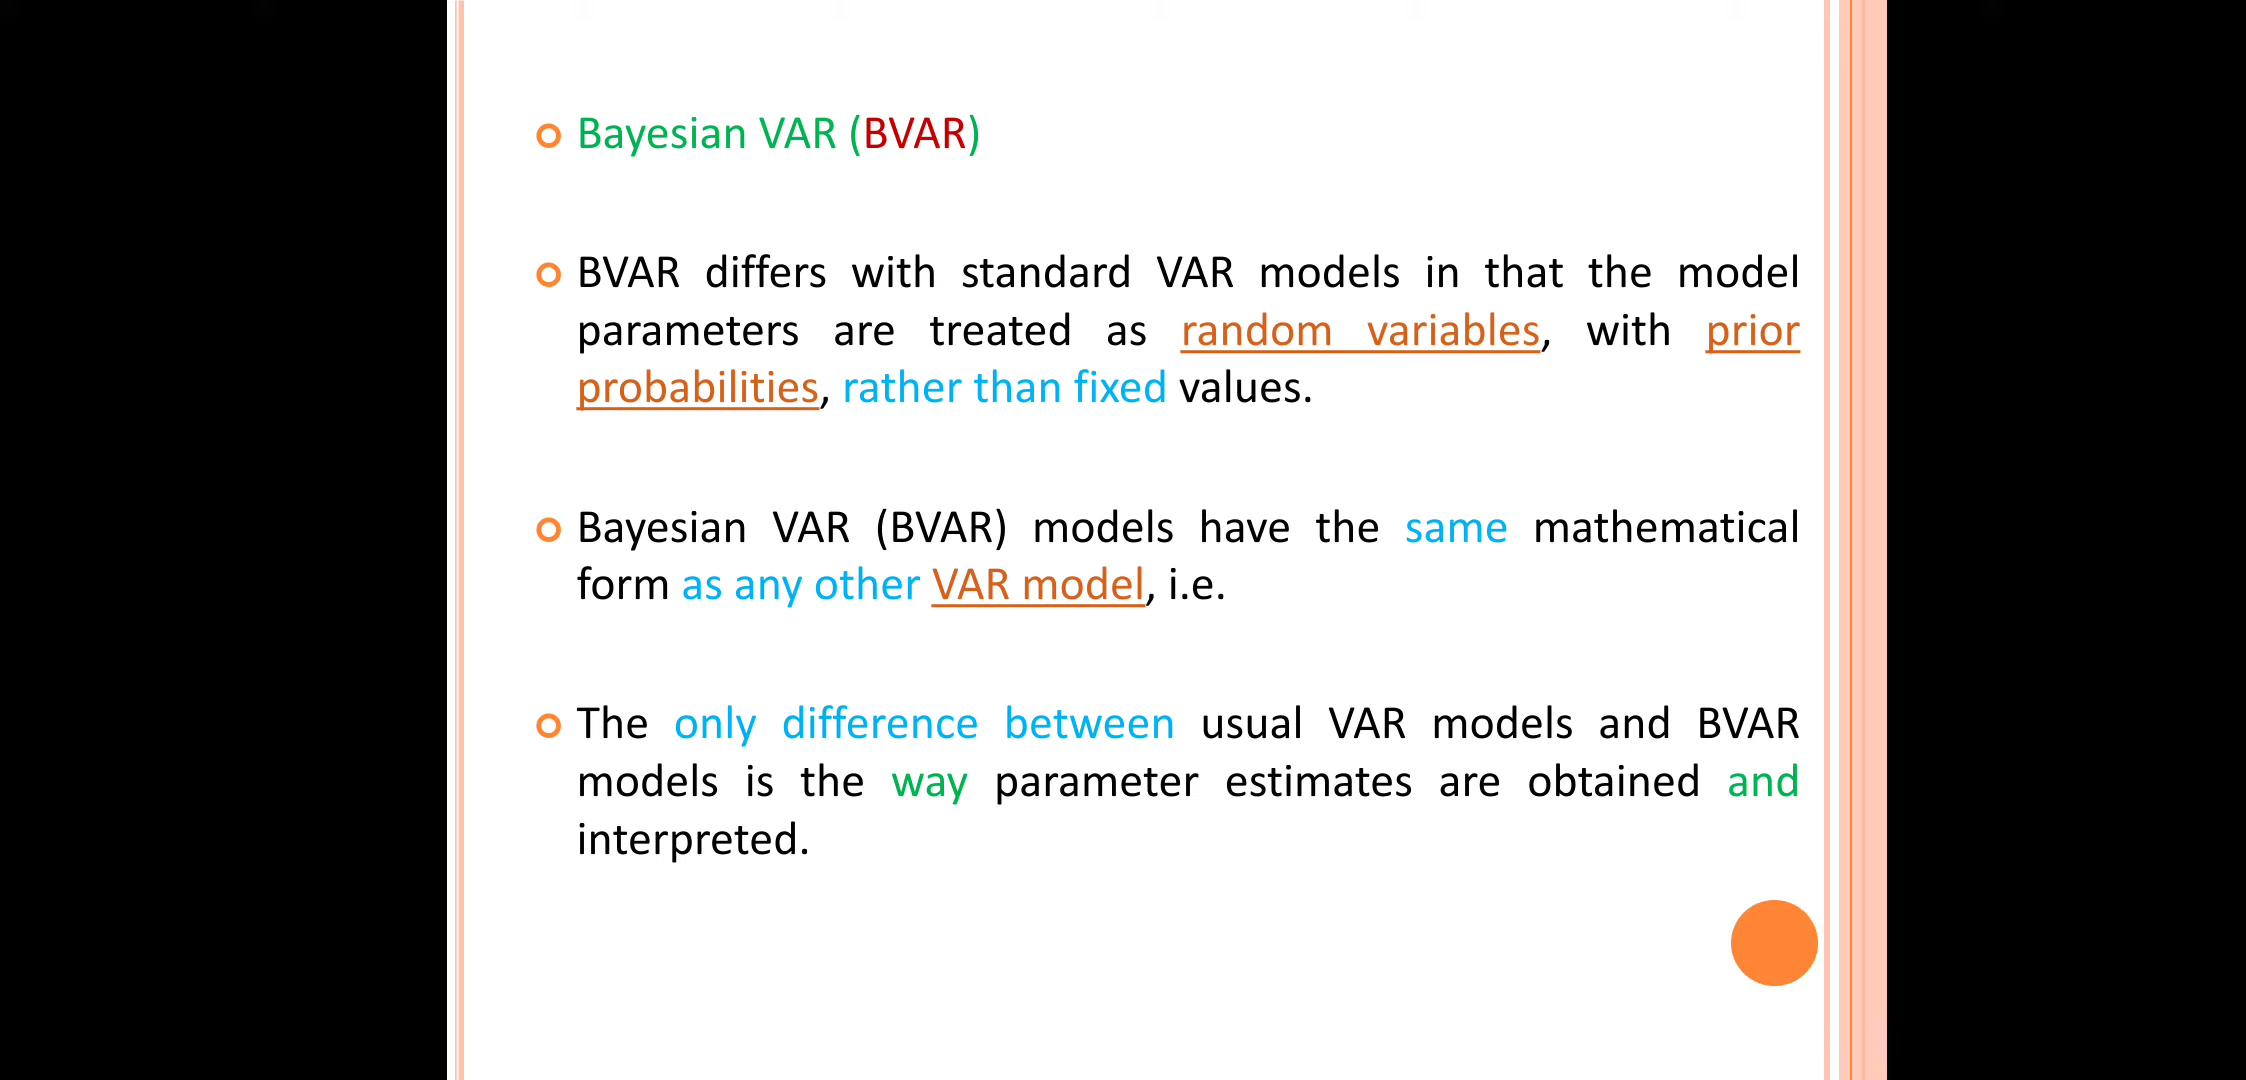 Bayesian VAR (BVAR)
BVAR differs with standard VAR models in that the model
parameters are treated as random variables, with prior
probabilities, rather than fixed values.
Bayesian VAR (BVAR) models have the same mathematical
form as any other VAR model, i.e.
The only difference between usual VAR models and BVAR
models is the way parameter estimates are obtained and
interpreted.